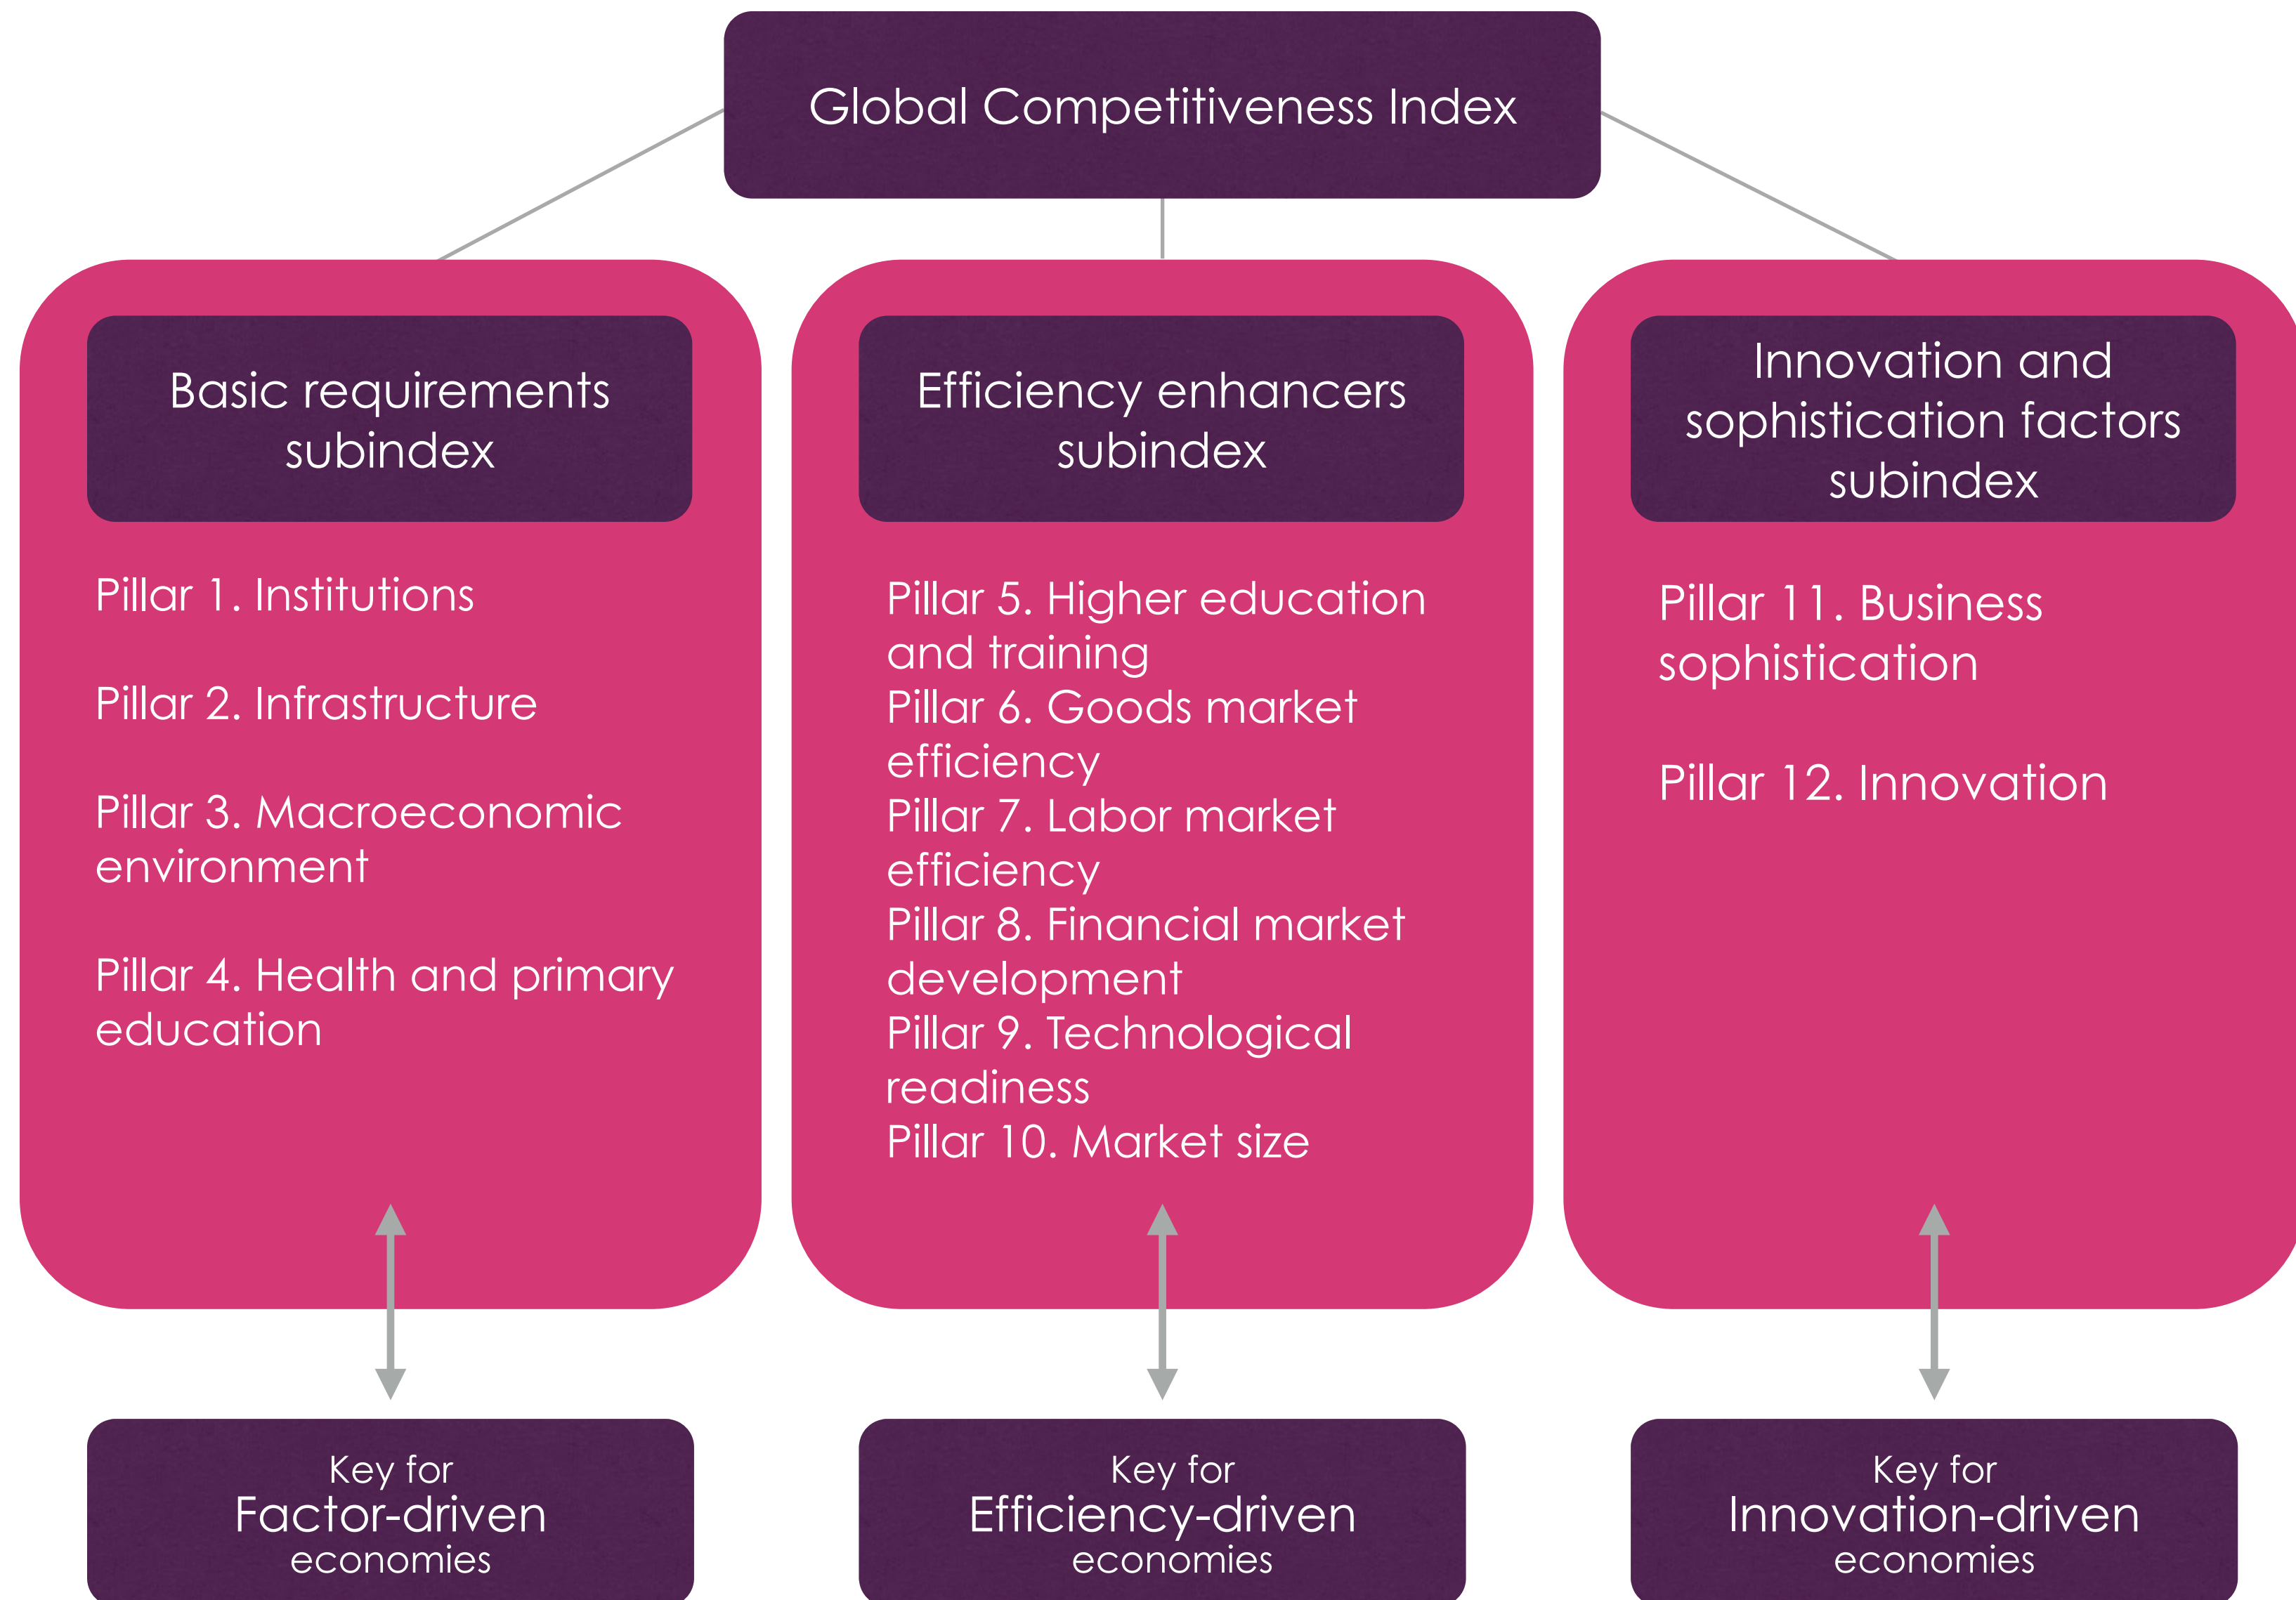 Global Competitiveness Index
Basic requirements
subindex
Pillar 1. Institutions
Pillar 2. Infrastructure
Pillar 3. Macroeconomic
environment
Pillar 4. Health and primary
education
Key for
Factor-driven
economies
Efficiency enhancers
subindex
Pillar 5. Higher education
and training
Pillar 6. Goods market
efficiency
Pillar 7. Labor market
efficiency
Pillar 8. Financial market
development
Pillar 9. Technological
readiness
Pillar 10. Market size
Key for
Efficiency-driven
economies
Innovation and
sophistication factors
subindex
Pillar 11. Business
sophistication
Pillar 12. Innovation
Key for
Innovation-driven
economies